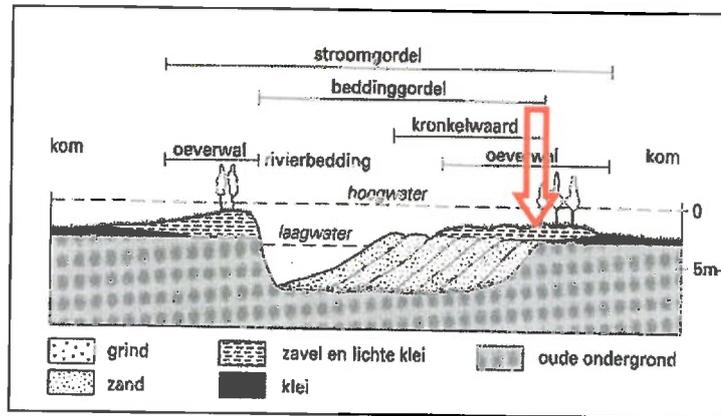 stroomgordel
beddinggordel
kronkelwaard
kom
oeverwal
rivierbedding
oeverwal
kom
hoogwater
0
laagwater
5m
grind
zavel en lichte klei
oude ondergrond
zand
klei